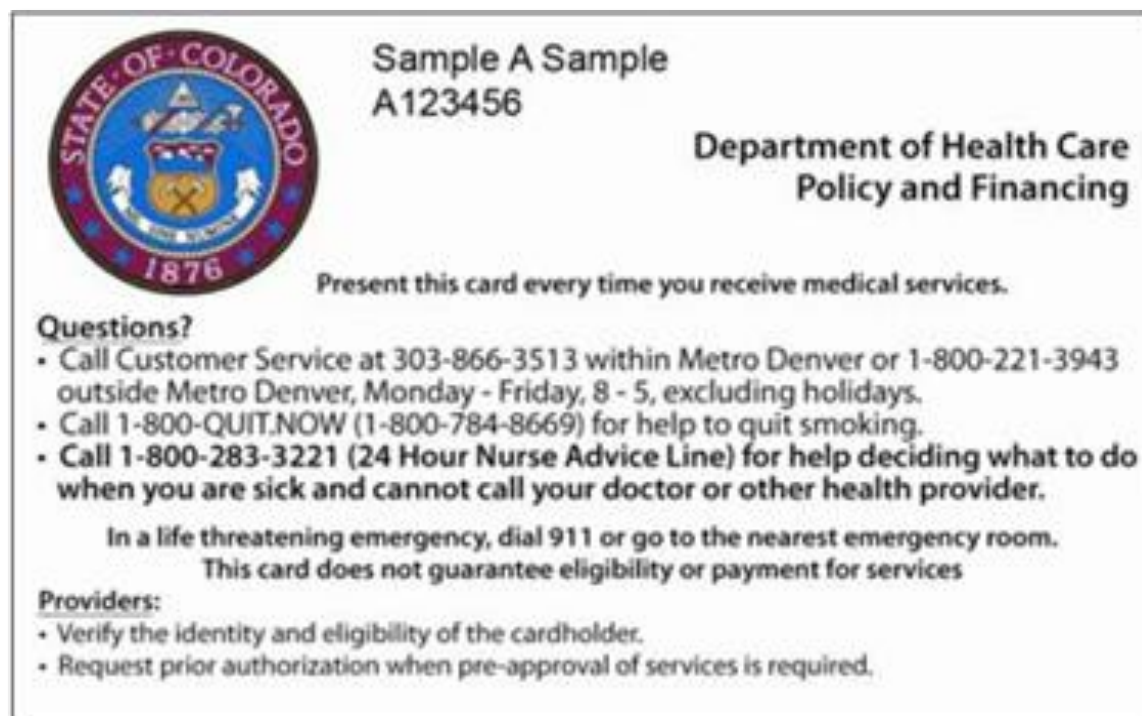 STATE · OF · COLORADO
NIL SINE NUMINE
1876
Sample A Sample
A123456
Department of Health Care
Policy and Financing
Present this card every time you receive medical services.
Questions?
• Call Customer Service at 303-866-3513 within Metro Denver or 1-800-221-3943
outside Metro Denver, Monday - Friday, 8 - 5, excluding holidays.
• Call 1-800-QUIT.NOW (1-800-784-8669) for help to quit smoking.
• Call 1-800-283-3221 (24 Hour Nurse Advice Line) for help deciding what to do
when you are sick and cannot call your doctor or other health provider.
In a life threatening emergency, dial 911 or go to the nearest emergency room.
This card does not guarantee eligibility or payment for services
Providers:
• Verify the identity and eligibility of the cardholder.
• Request prior authorization when pre-approval of services is required.